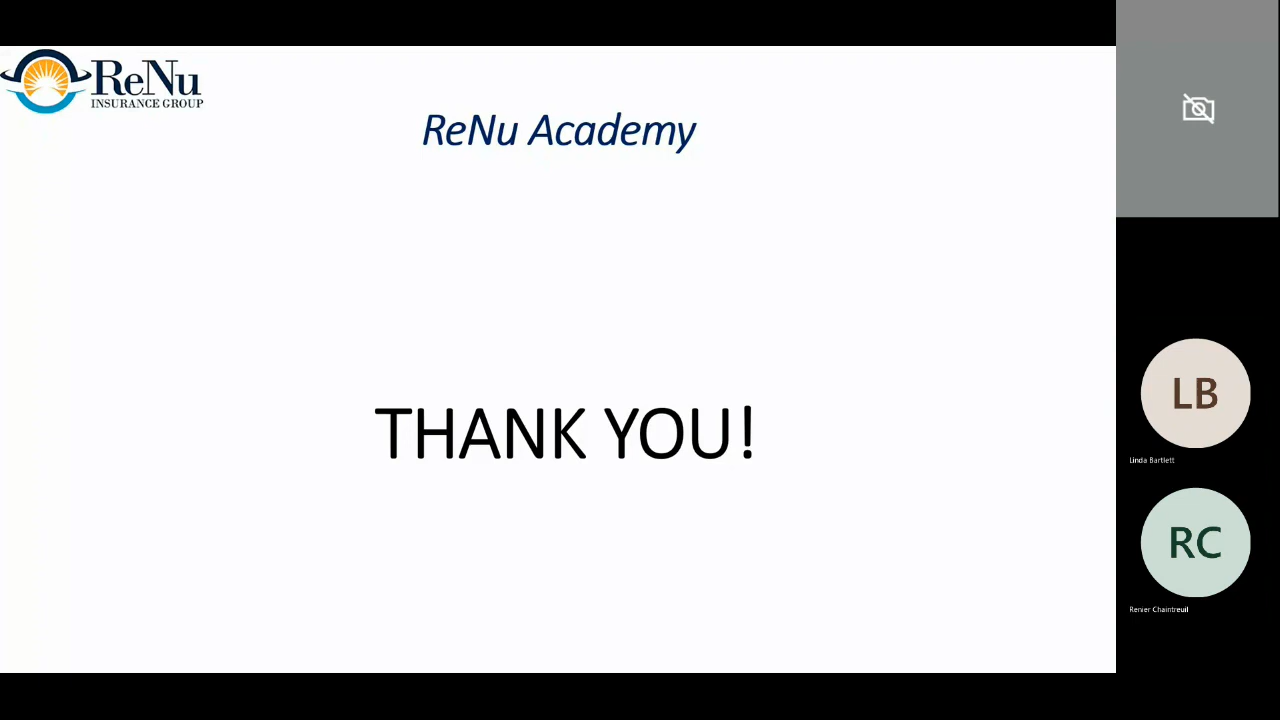 ReNu
INSURANCE GROUP
ReNu Academy
THANK YOU!
LB
Linda Bartlett
RC
Renier Chaintreuil